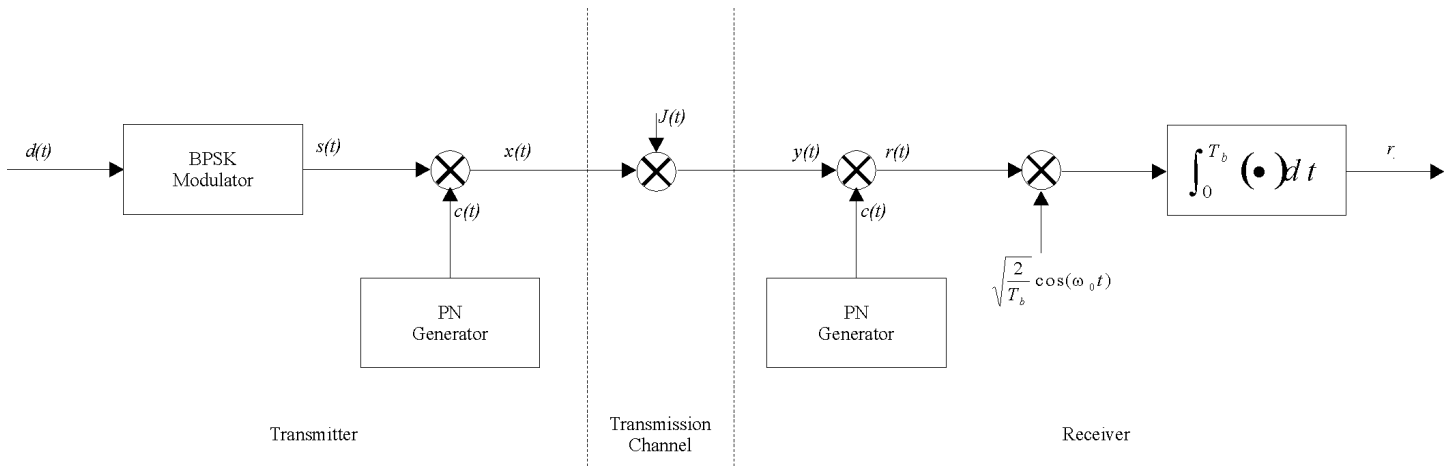 J(t)
d(t)
BPSK
Modulator
s(t)
x(t)
y(t)
r(t)
∫₀^{T_b} (•)dt
r.
c(t)
c(t)
PN
Generator
PN
Generator
√(2/T_b) cos(ω₀t)
Transmitter
Transmission
Channel
Receiver